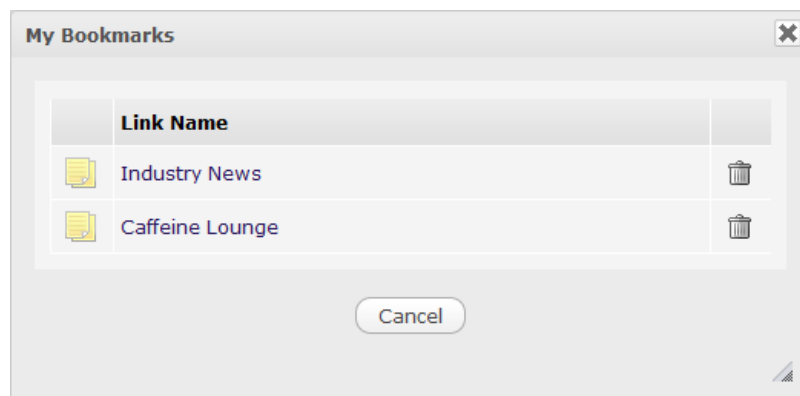 My Bookmarks
Link Name
Industry News
Caffeine Lounge
Cancel